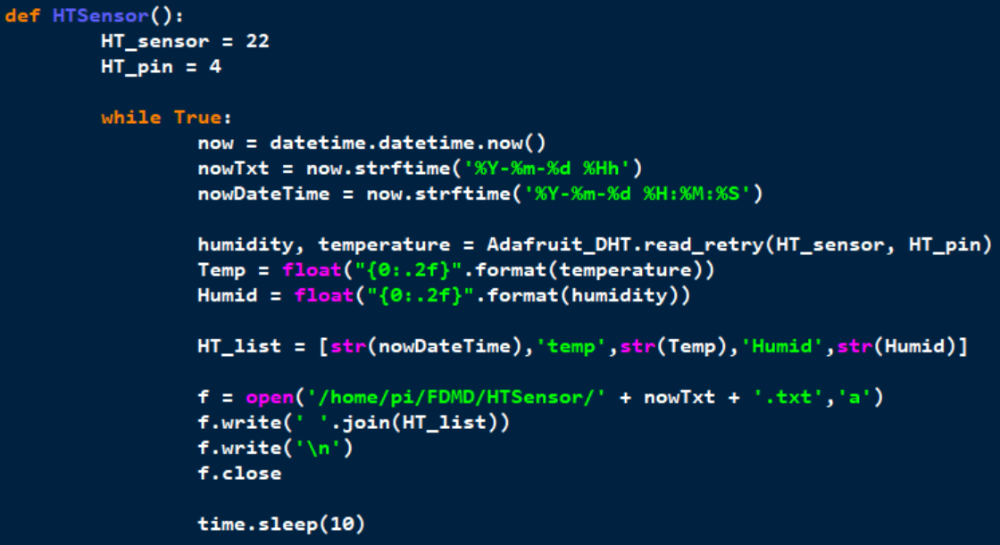 def HTSensor():
        HT_sensor = 22
        HT_pin = 4

        while True:
                now = datetime.datetime.now()
                nowTxt = now.strftime('%Y-%m-%d %Hh')
                nowDateTime = now.strftime('%Y-%m-%d %H:%M:%S')

                humidity, temperature = Adafruit_DHT.read_retry(HT_sensor, HT_pin)
                Temp = float("{0:.2f}".format(temperature))
                Humid = float("{0:.2f}".format(humidity))

                HT_list = [str(nowDateTime),'temp',str(Temp),'Humid',str(Humid)]

                f = open('/home/pi/FDMD/HTSensor/' + nowTxt + '.txt','a')
                f.write(' '.join(HT_list))
                f.write('\n')
                f.close

                time.sleep(10)